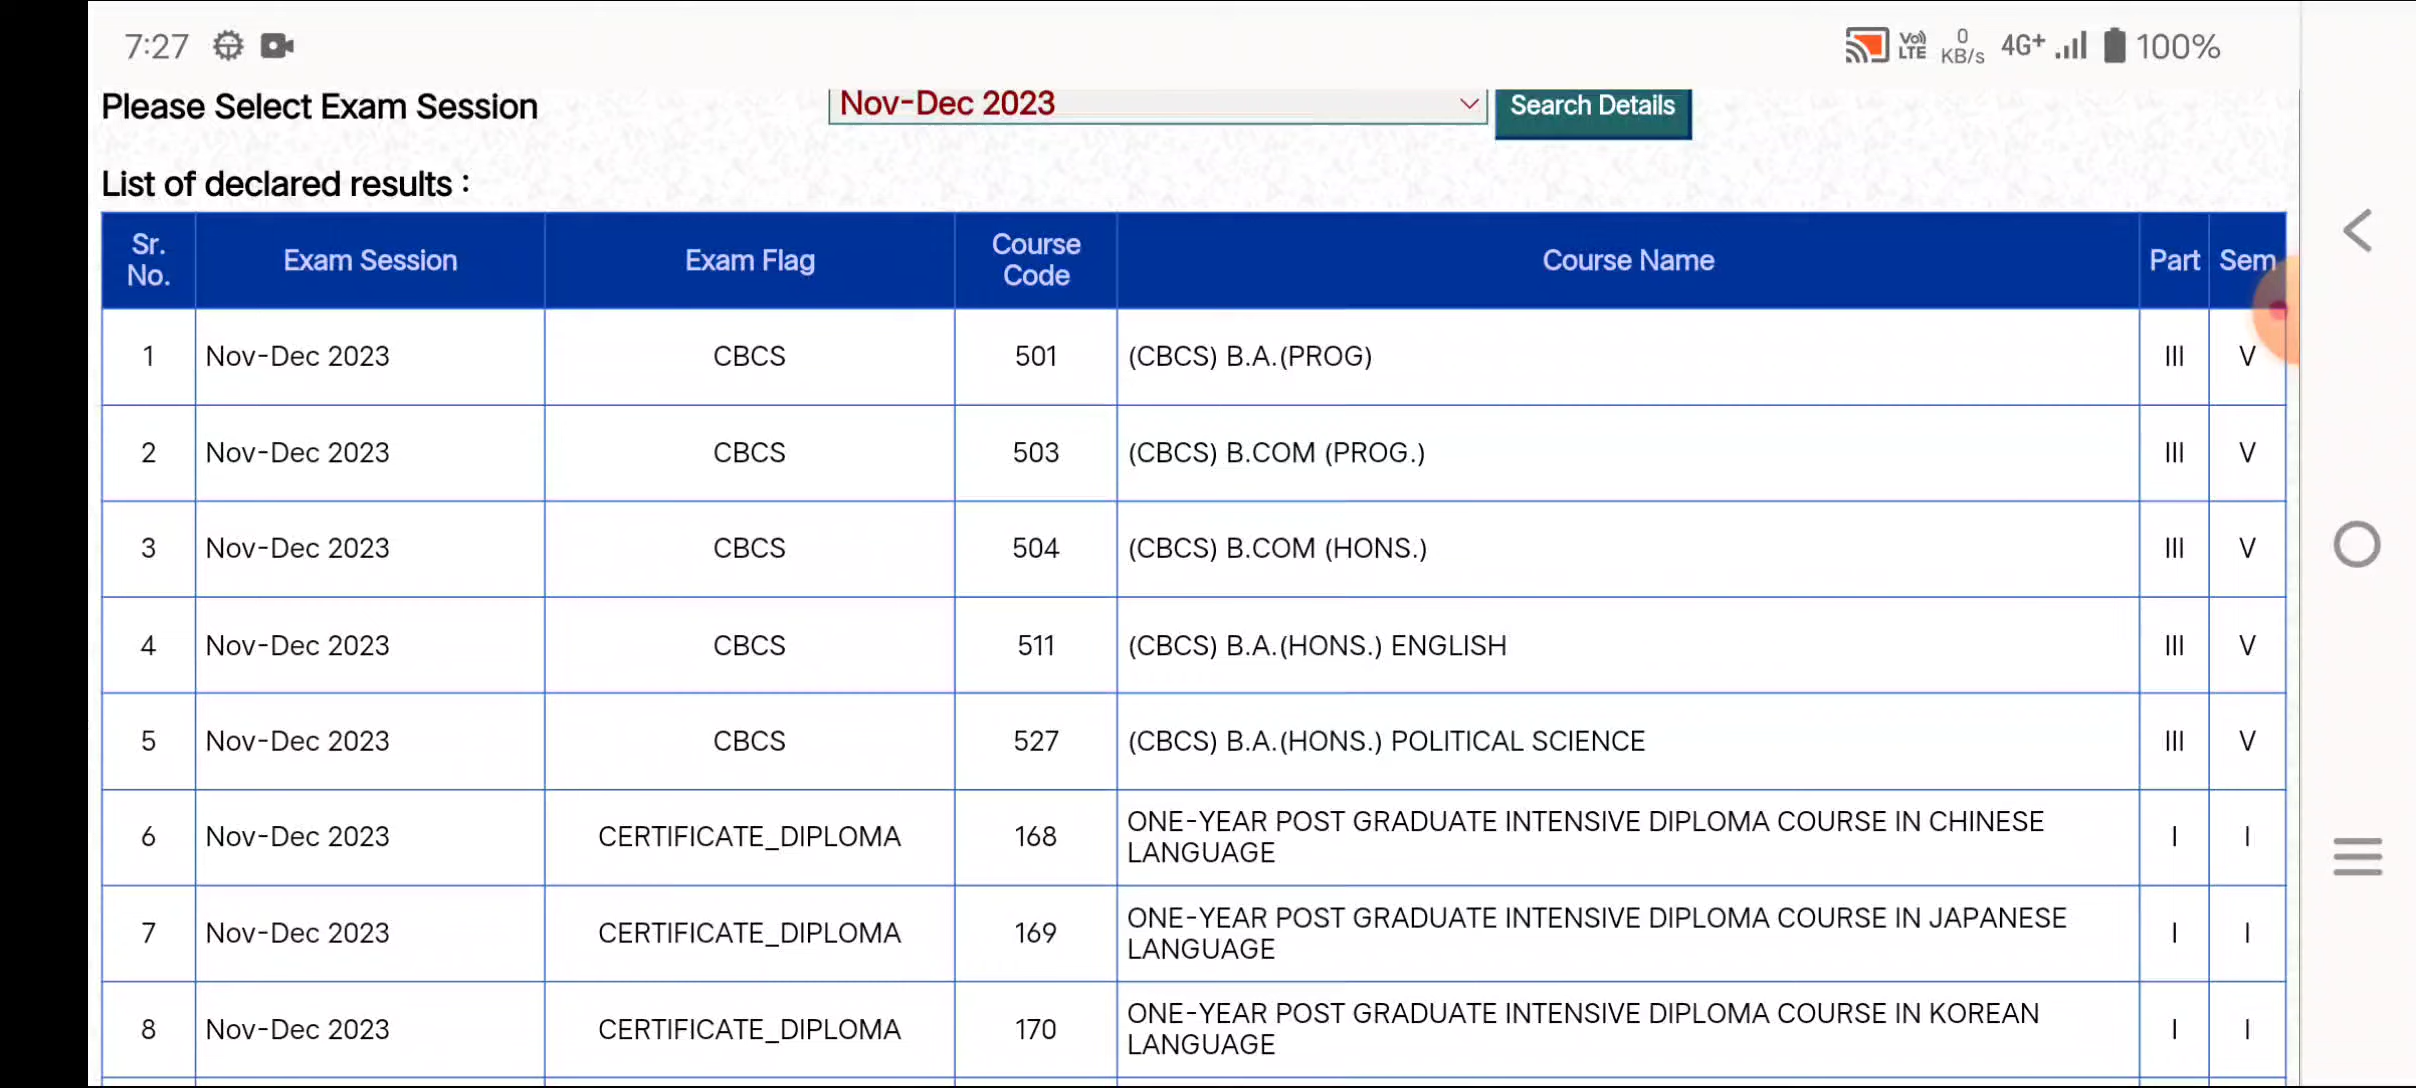 7:27 Vo) LTE 0 KB/s 4G+ 100%
Please Select Exam Session Nov-Dec 2023 Search Details
List of declared results :
Sr. No. Exam Session Exam Flag Course Code Course Name Part Sem
1 Nov-Dec 2023 CBCS 501 (CBCS) B.A.(PROG) III V
2 Nov-Dec 2023 CBCS 503 (CBCS) B.COM (PROG.) III V
3 Nov-Dec 2023 CBCS 504 (CBCS) B.COM (HONS.) III V
4 Nov-Dec 2023 CBCS 511 (CBCS) B.A.(HONS.) ENGLISH III V
5 Nov-Dec 2023 CBCS 527 (CBCS) B.A.(HONS.) POLITICAL SCIENCE III V
6 Nov-Dec 2023 CERTIFICATE_DIPLOMA 168 ONE-YEAR POST GRADUATE INTENSIVE DIPLOMA COURSE IN CHINESE
LANGUAGE I I
7 Nov-Dec 2023 CERTIFICATE_DIPLOMA 169 ONE-YEAR POST GRADUATE INTENSIVE DIPLOMA COURSE IN JAPANESE
LANGUAGE I I
8 Nov-Dec 2023 CERTIFICATE_DIPLOMA 170 ONE-YEAR POST GRADUATE INTENSIVE DIPLOMA COURSE IN KOREAN
LANGUAGE I I